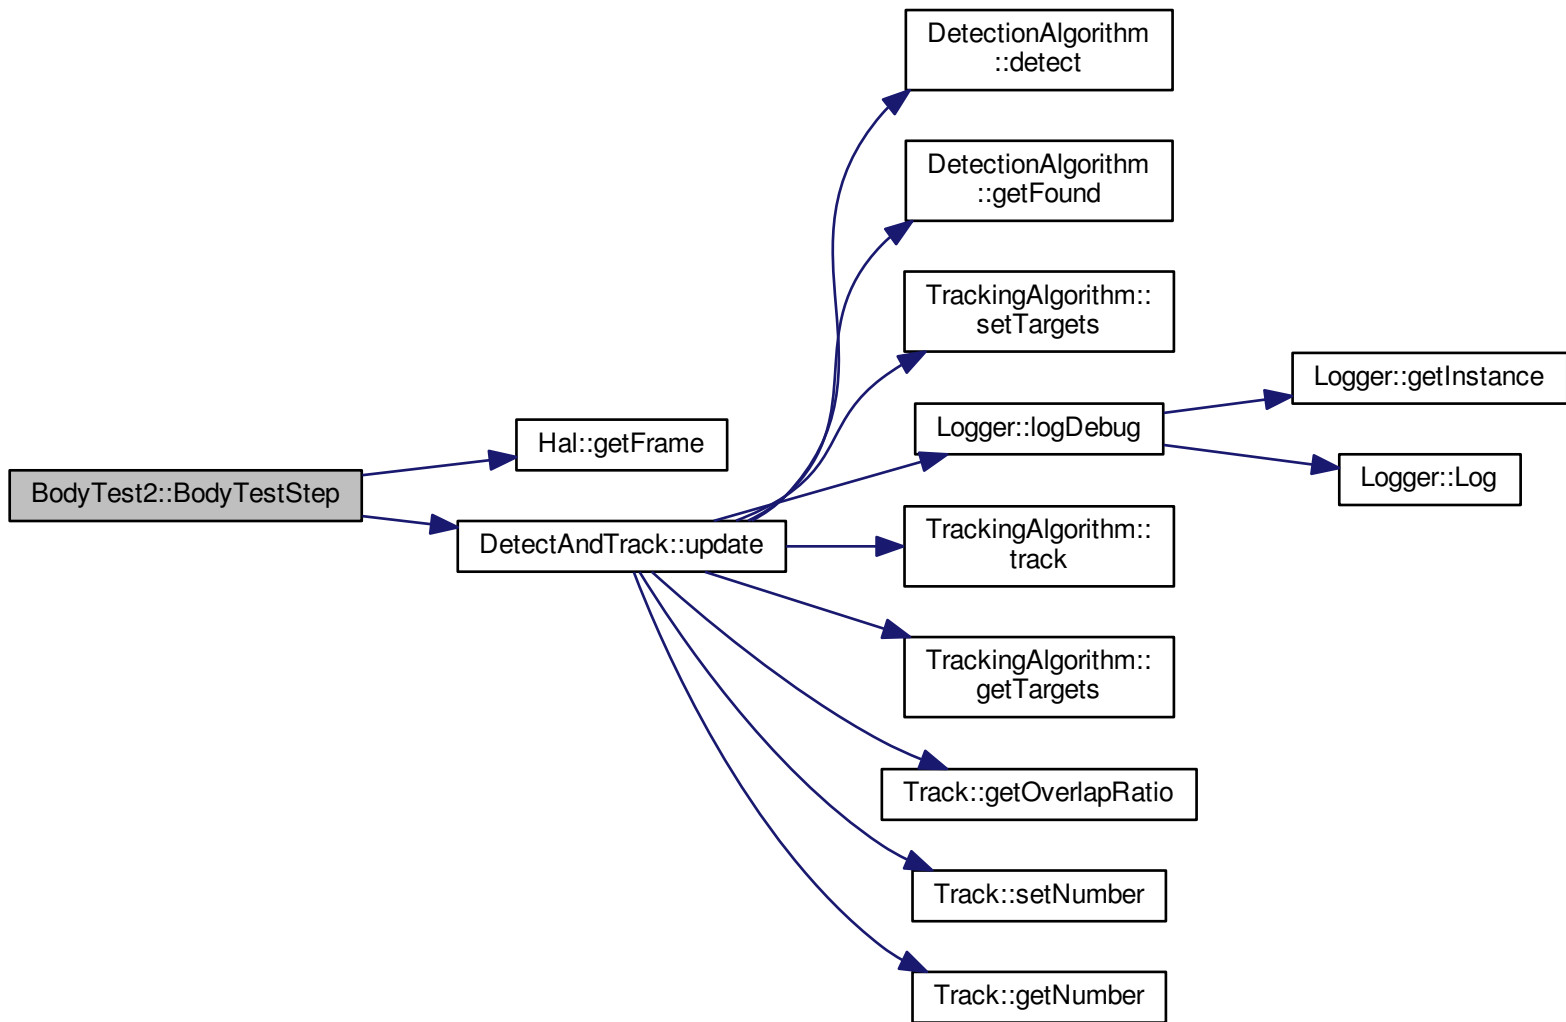 DetectionAlgorithm
::detect
DetectionAlgorithm
::getFound
TrackingAlgorithm::
setTargets
Logger::getInstance
Logger::logDebug
Hal::getFrame
Logger::Log
BodyTest2::BodyTestStep
DetectAndTrack::update
TrackingAlgorithm::
track
TrackingAlgorithm::
getTargets
Track::getOverlapRatio
Track::setNumber
Track::getNumber